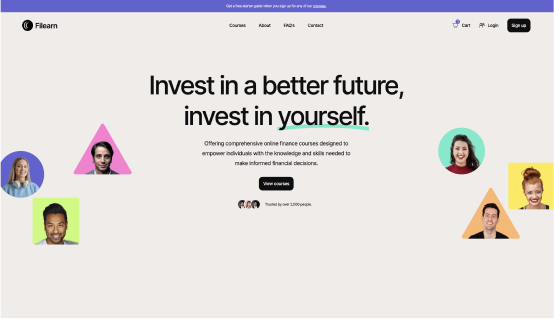 Get a free starter guide when you sign up for any of our courses.
Filearn
Courses About FAQs Contact
Cart Login Sign up
Invest in a better future,
invest in yourself.
Offering comprehensive online finance courses designed to
empower individuals with the knowledge and skills needed to
make informed financial decisions.
View courses
Trusted by over 1,000 people.